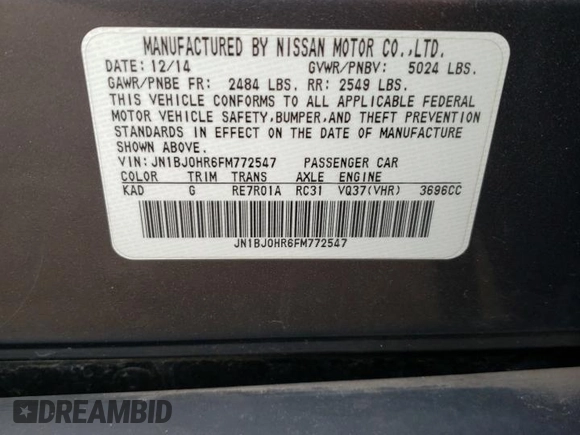 MANUFACTURED BY NISSAN MOTOR CO.,LTD.
DATE: 12/14 GVWR/PNBV: 5024 LBS.
GAWR/PNBE FR: 2484 LBS. RR: 2549 LBS.
THIS VEHICLE CONFORMS TO ALL APPLICABLE FEDERAL
MOTOR VEHICLE SAFETY,BUMPER,AND THEFT PREVENTION
STANDARDS IN EFFECT ON THE DATE OF MANUFACTURE
SHOWN ABOVE.
VIN: JN1BJ0HR6FM772547 PASSENGER CAR
COLOR TRIM TRANS AXLE ENGINE
KAD G RE7R01A RC31 VQ37(VHR) 3696CC
JN1BJ0HR6FM772547
DREAMBID